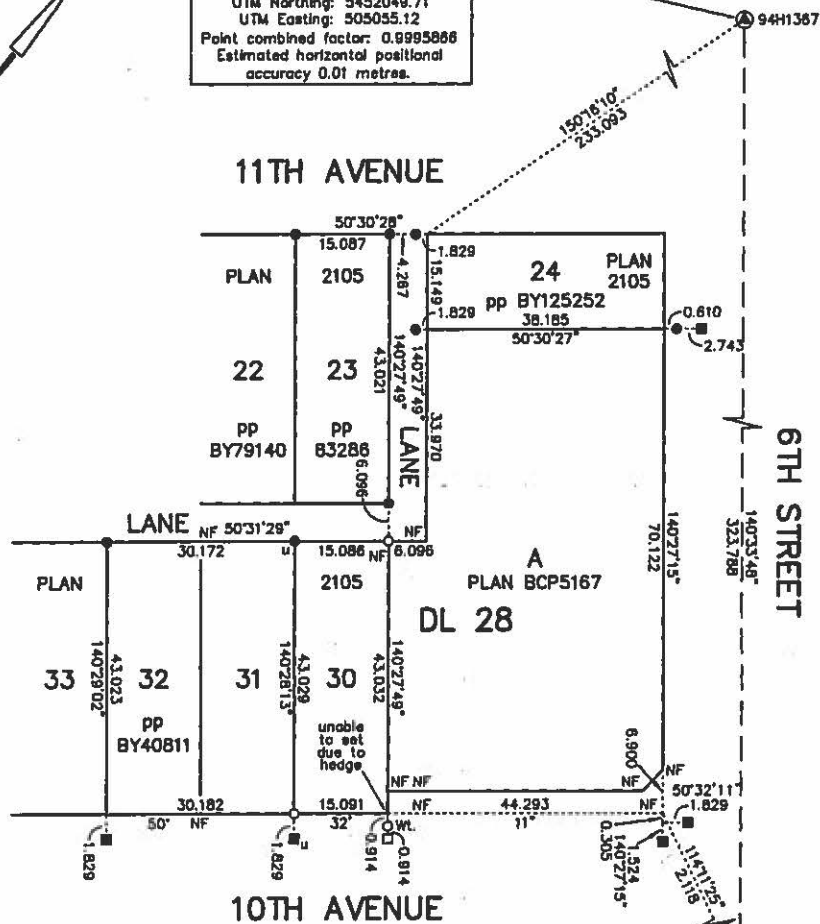 UTM Northing: 5452049.71
UTM Easting: 505055.12
Point combined factor: 0.9995866
Estimated horizontal positional
accuracy 0.01 metres.
94H1367
150°16'10"
233.093
11TH AVENUE
50°30'28"
15.087
4.267
1.829
15.149
PLAN
2105
24
PLAN
2105
pp BY125252
1.829
38.185
50°30'27"
0.610
2.743
22
23
43.021
140°27'49"
140°27'49"
33.970
LANE
pp
BY79140
pp
83286
6.096
6TH STREET
140°33'48"
323.788
LANE
NF
50°31'29"
NF
30.172
u
15.086
NF
6.096
140°27'15"
70.122
PLAN
2105
A
PLAN BCP5167
DL 28
33
43.023
140°29'02"
32
31
43.029
140°28'13"
30
43.032
140°27'49"
pp
BY40811
unable
to set
due to
hedge
6.900
NF
NF NF
NF
50°32'11"
30.182
15.091
NF
44.293
NF
1.829
50'
NF
32'
11"
Wt.
1.829
1.829
u
0.914
0.914
0.305
1.524
140°27'15"
114°11'25"
2.118
10TH AVENUE